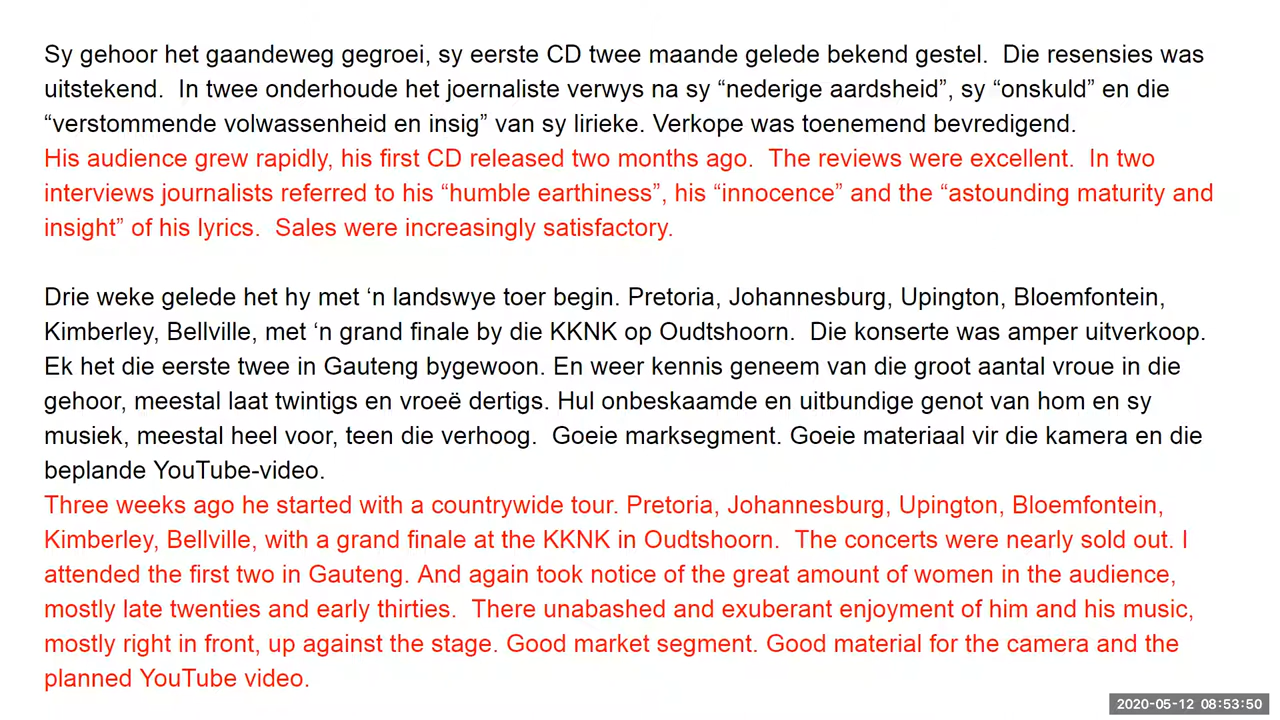 Sy gehoor het gaandeweg gegroei, sy eerste CD twee maande gelede bekend gestel.  Die resensies was
uitstekend.  In twee onderhoude het joernaliste verwys na sy “nederige aardsheid”, sy “onskuld” en die
“verstommende volwassenheid en insig” van sy lirieke. Verkope was toenemend bevredigend.
His audience grew rapidly, his first CD released two months ago.  The reviews were excellent.  In two
interviews journalists referred to his “humble earthiness”, his “innocence” and the “astounding maturity and
insight” of his lyrics.  Sales were increasingly satisfactory.
Drie weke gelede het hy met ‘n landswye toer begin. Pretoria, Johannesburg, Upington, Bloemfontein,
Kimberley, Bellville, met ‘n grand finale by die KKNK op Oudtshoorn.  Die konserte was amper uitverkoop.
Ek het die eerste twee in Gauteng bygewoon. En weer kennis geneem van die groot aantal vroue in die
gehoor, meestal laat twintigs en vroeë dertigs. Hul onbeskaamde en uitbundige genot van hom en sy
musiek, meestal heel voor, teen die verhoog.  Goeie marksegment. Goeie materiaal vir die kamera en die
beplande YouTube-video.
Three weeks ago he started with a countrywide tour. Pretoria, Johannesburg, Upington, Bloemfontein,
Kimberley, Bellville, with a grand finale at the KKNK in Oudtshoorn.  The concerts were nearly sold out. I
attended the first two in Gauteng. And again took notice of the great amount of women in the audience,
mostly late twenties and early thirties.  There unabashed and exuberant enjoyment of him and his music,
mostly right in front, up against the stage. Good market segment. Good material for the camera and the
planned YouTube video.
2020-05-12 08:53:50